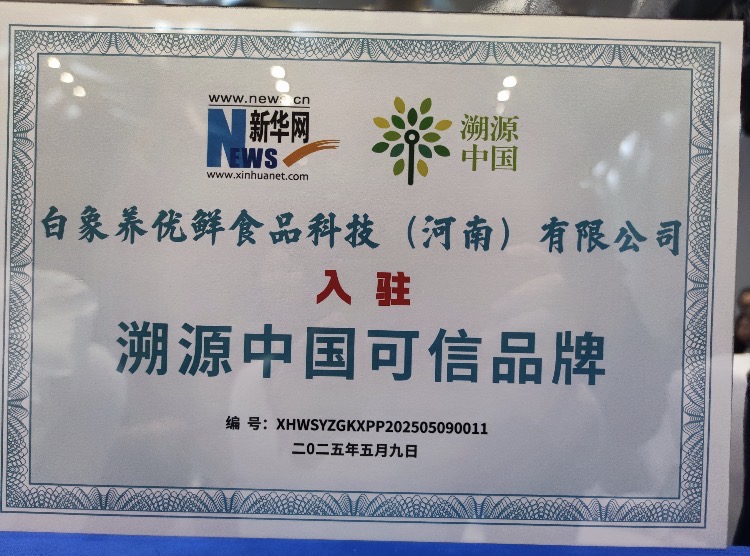 www.news.cn
新华网
NEWS
www.xinhuanet.com
溯源
中国
白象养优鲜食品科技（河南）有限公司
入驻
溯源中国可信品牌
编 号：XHWSYZGKXPP202505090011
二〇二五年五月九日